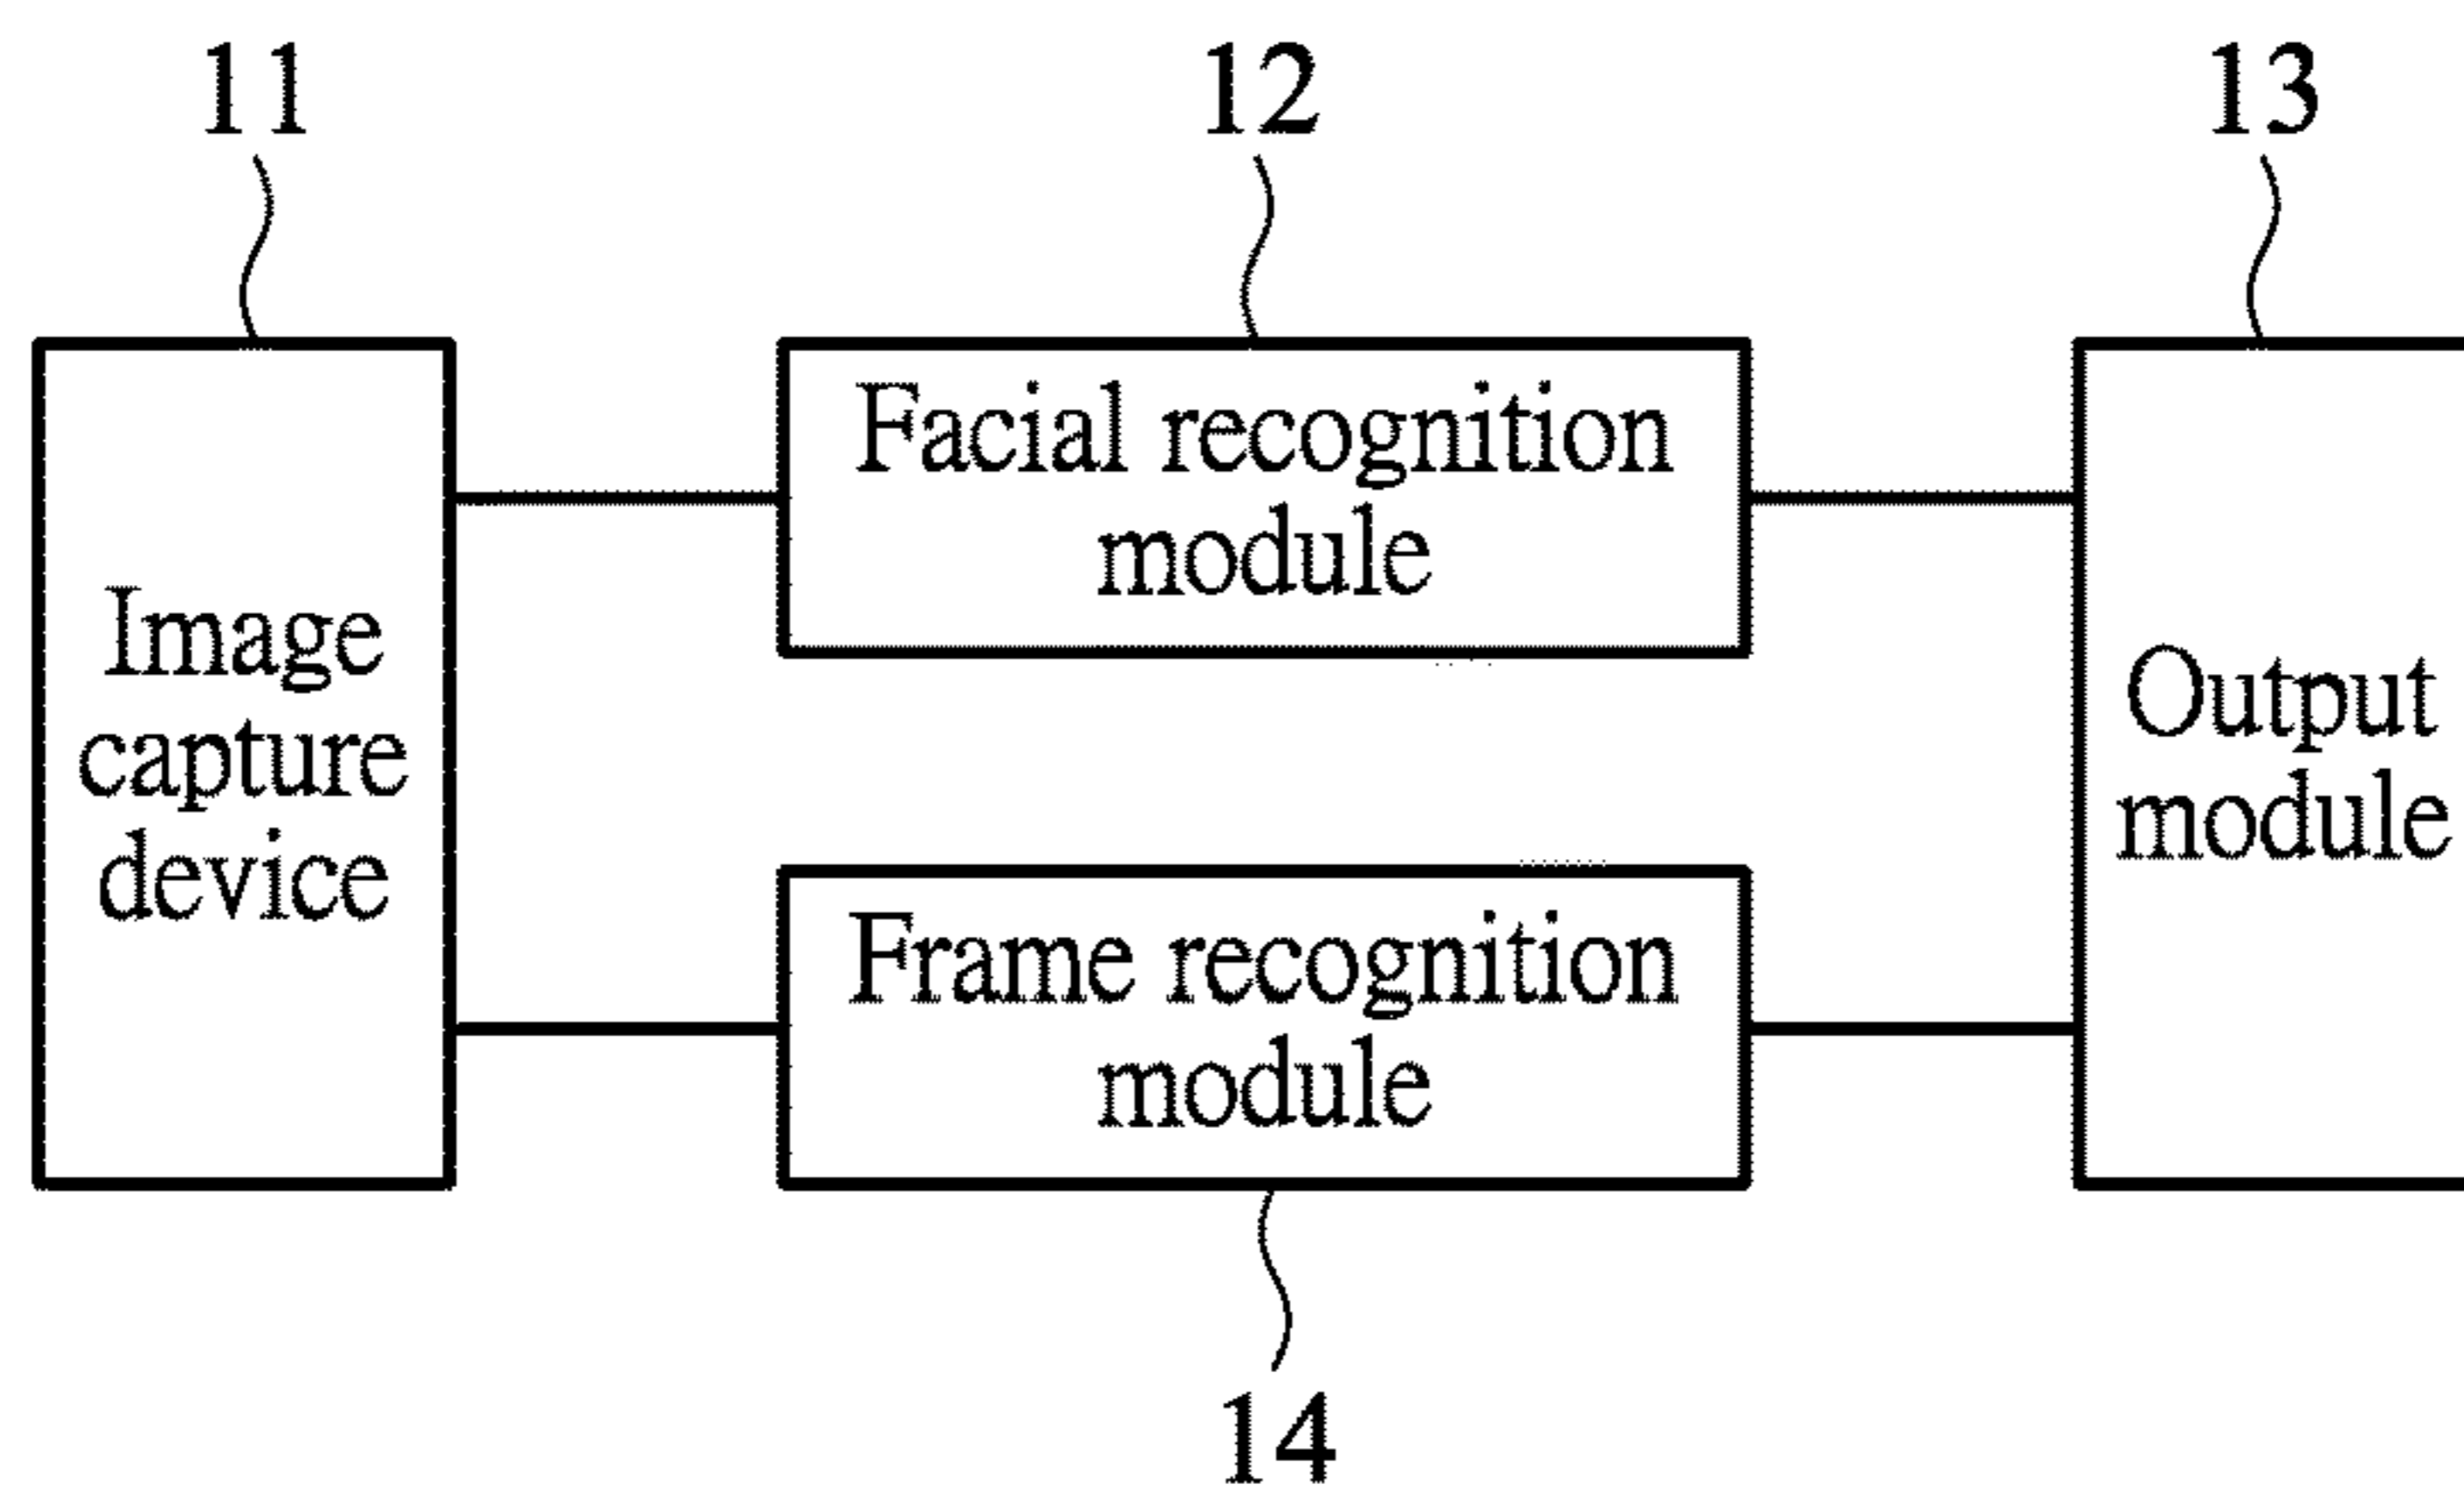 11
12
13
Image
capture
device
Facial recognition
module
Frame recognition
module
Output
module
14